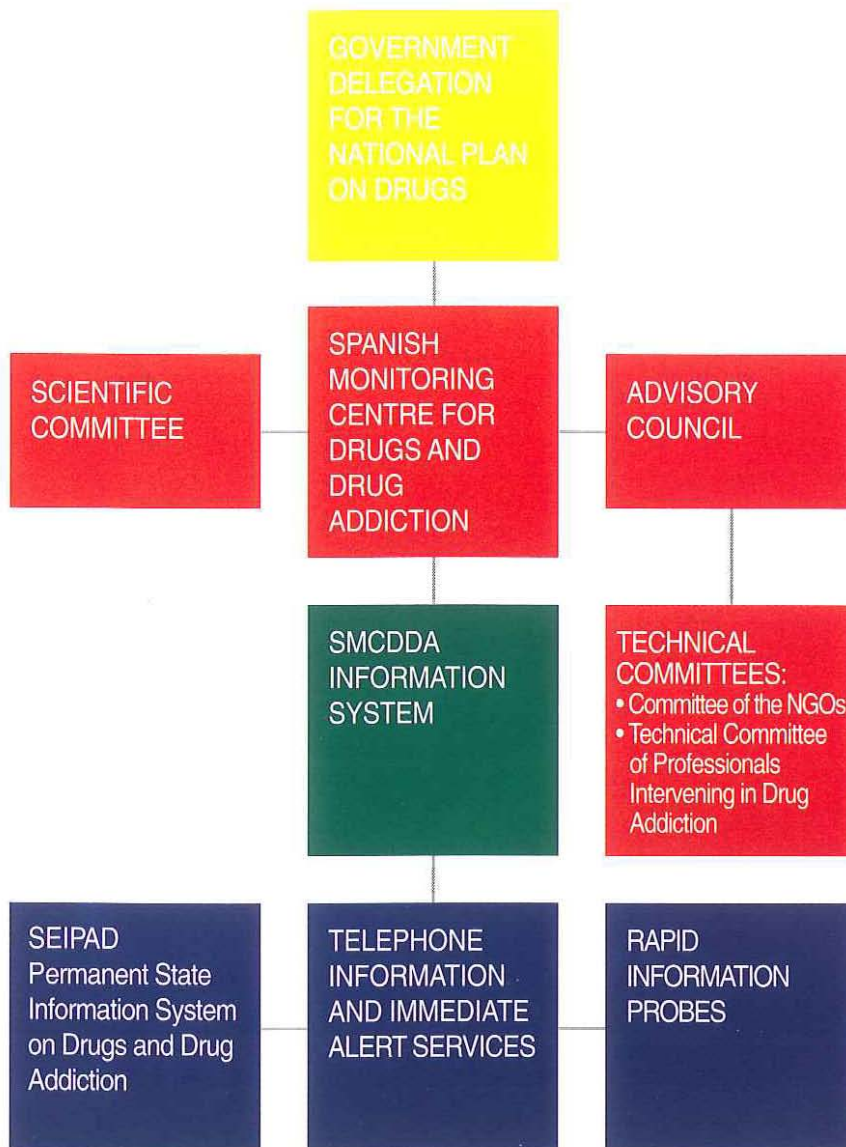 GOVERNMENT
DELEGATION
FOR THE
NATIONAL PLAN
ON DRUGS
SCIENTIFIC
COMMITTEE
SPANISH
MONITORING
CENTRE FOR
DRUGS AND
DRUG
ADDICTION
ADVISORY
COUNCIL
SMCDDA
INFORMATION
SYSTEM
TECHNICAL
COMMITTEES:
• Committee of the NGOs
• Technical Committee
of Professionals
Intervening in Drug
Addiction
SEIPAD
Permanent State
Information System
on Drugs and Drug
Addiction
TELEPHONE
INFORMATION
AND IMMEDIATE
ALERT SERVICES
RAPID
INFORMATION
PROBES